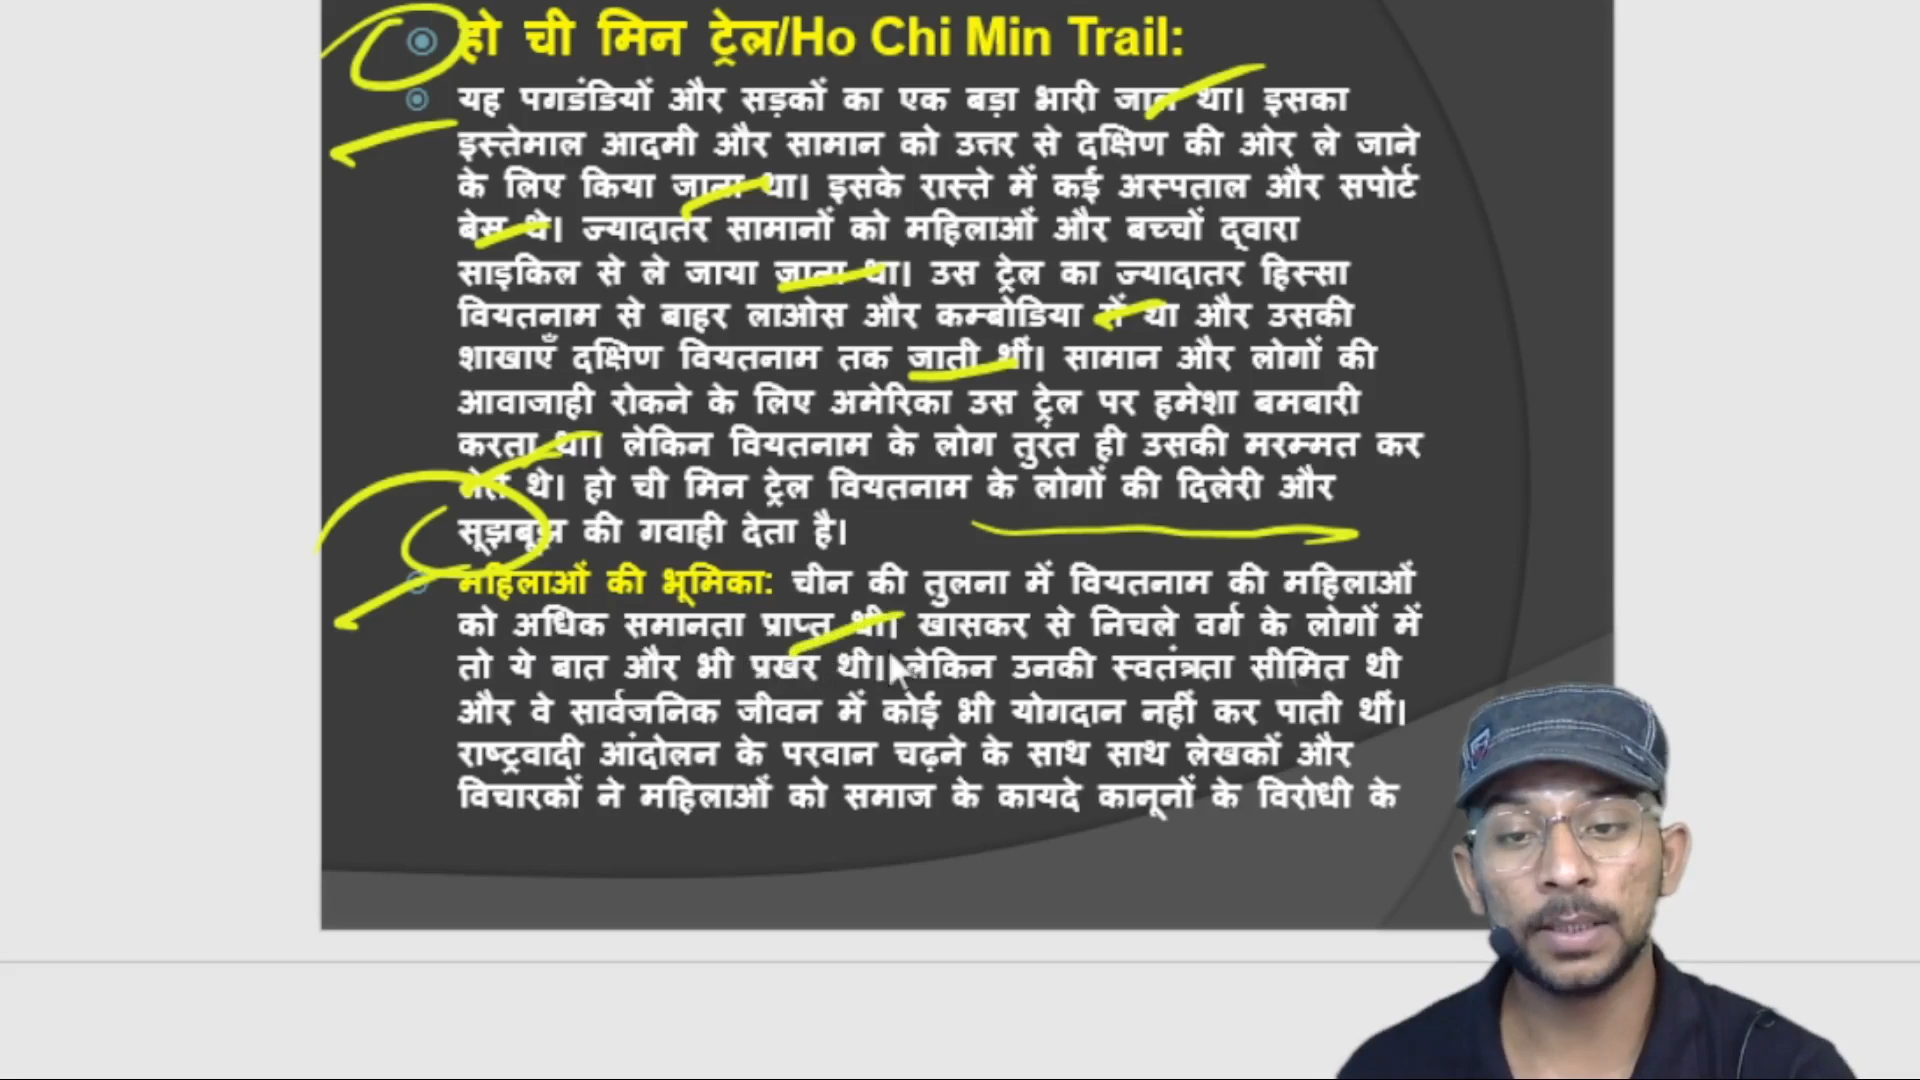 हो ची मिन ट्रेल/Ho Chi Min Trail:
यह पगडंडियों और सड़कों का एक बड़ा भारी जाल था। इसका
इस्तेमाल आदमी और सामान को उत्तर से दक्षिण की ओर ले जाने
के लिए किया जाता था। इसके रास्ते में कई अस्पताल और सपोर्ट
बेस थे। ज्यादातर सामानों को महिलाओं और बच्चों द्वारा
साइकिल से ले जाया जाता था। उस ट्रेल का ज्यादातर हिस्सा
वियतनाम से बाहर लाओस और कम्बोडिया में था और उसकी
शाखाएँ दक्षिण वियतनाम तक जाती थीं। सामान और लोगों की
आवाजाही रोकने के लिए अमेरिका उस ट्रेल पर हमेशा बमबारी
करता था। लेकिन वियतनाम के लोग तुरंत ही उसकी मरम्मत कर
लेते थे। हो ची मिन ट्रेल वियतनाम के लोगों की दिलेरी और
सूझबूझ की गवाही देता है।
महिलाओं की भूमिका: चीन की तुलना में वियतनाम की महिलाओं
को अधिक समानता प्राप्त थी। खासकर से निचले वर्ग के लोगों में
तो ये बात और भी प्रखर थी। लेकिन उनकी स्वतंत्रता सीमित थी
और वे सार्वजनिक जीवन में कोई भी योगदान नहीं कर पाती थीं।
राष्ट्रवादी आंदोलन के परवान चढ़ने के साथ साथ लेखकों और
विचारकों ने महिलाओं को समाज के कायदे कानूनों के विरोधी के